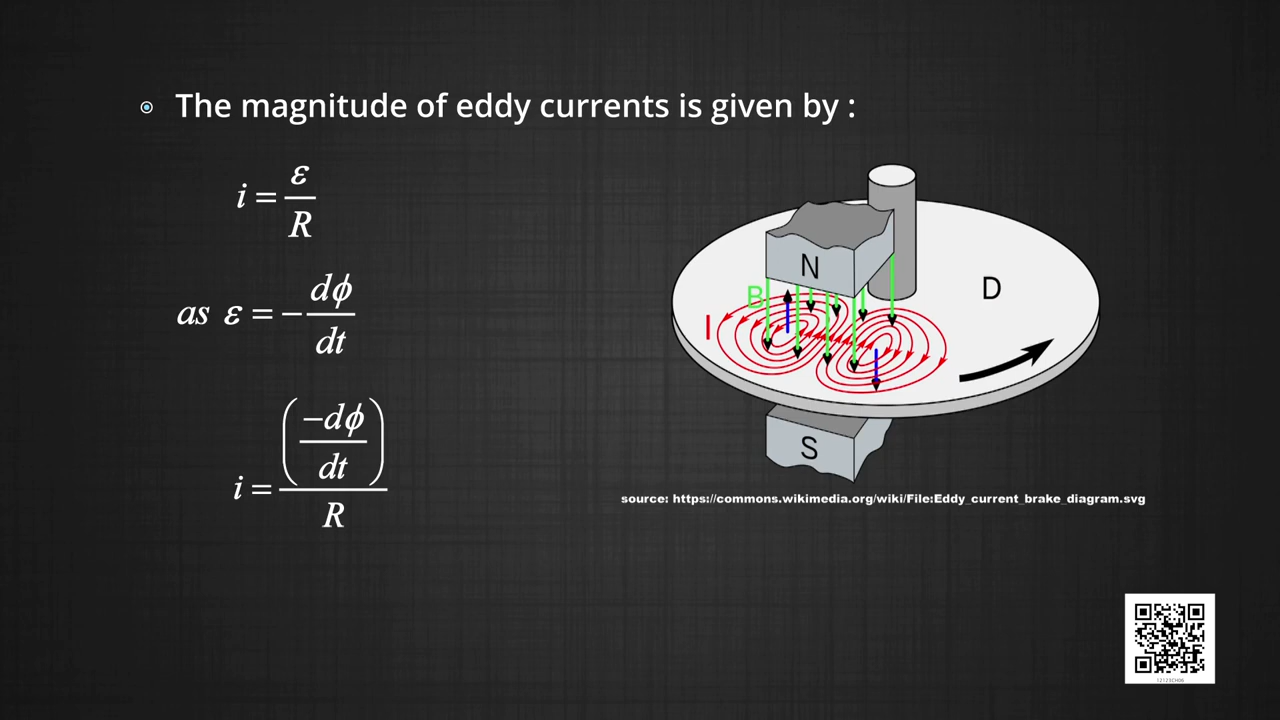 The magnitude of eddy currents is given by :
i = ε/R
as ε = − dϕ/dt
i = (−dϕ/dt)/R
N
D
B
I
S
source: https://commons.wikimedia.org/wiki/File:Eddy_current_brake_diagram.svg
12123CH06